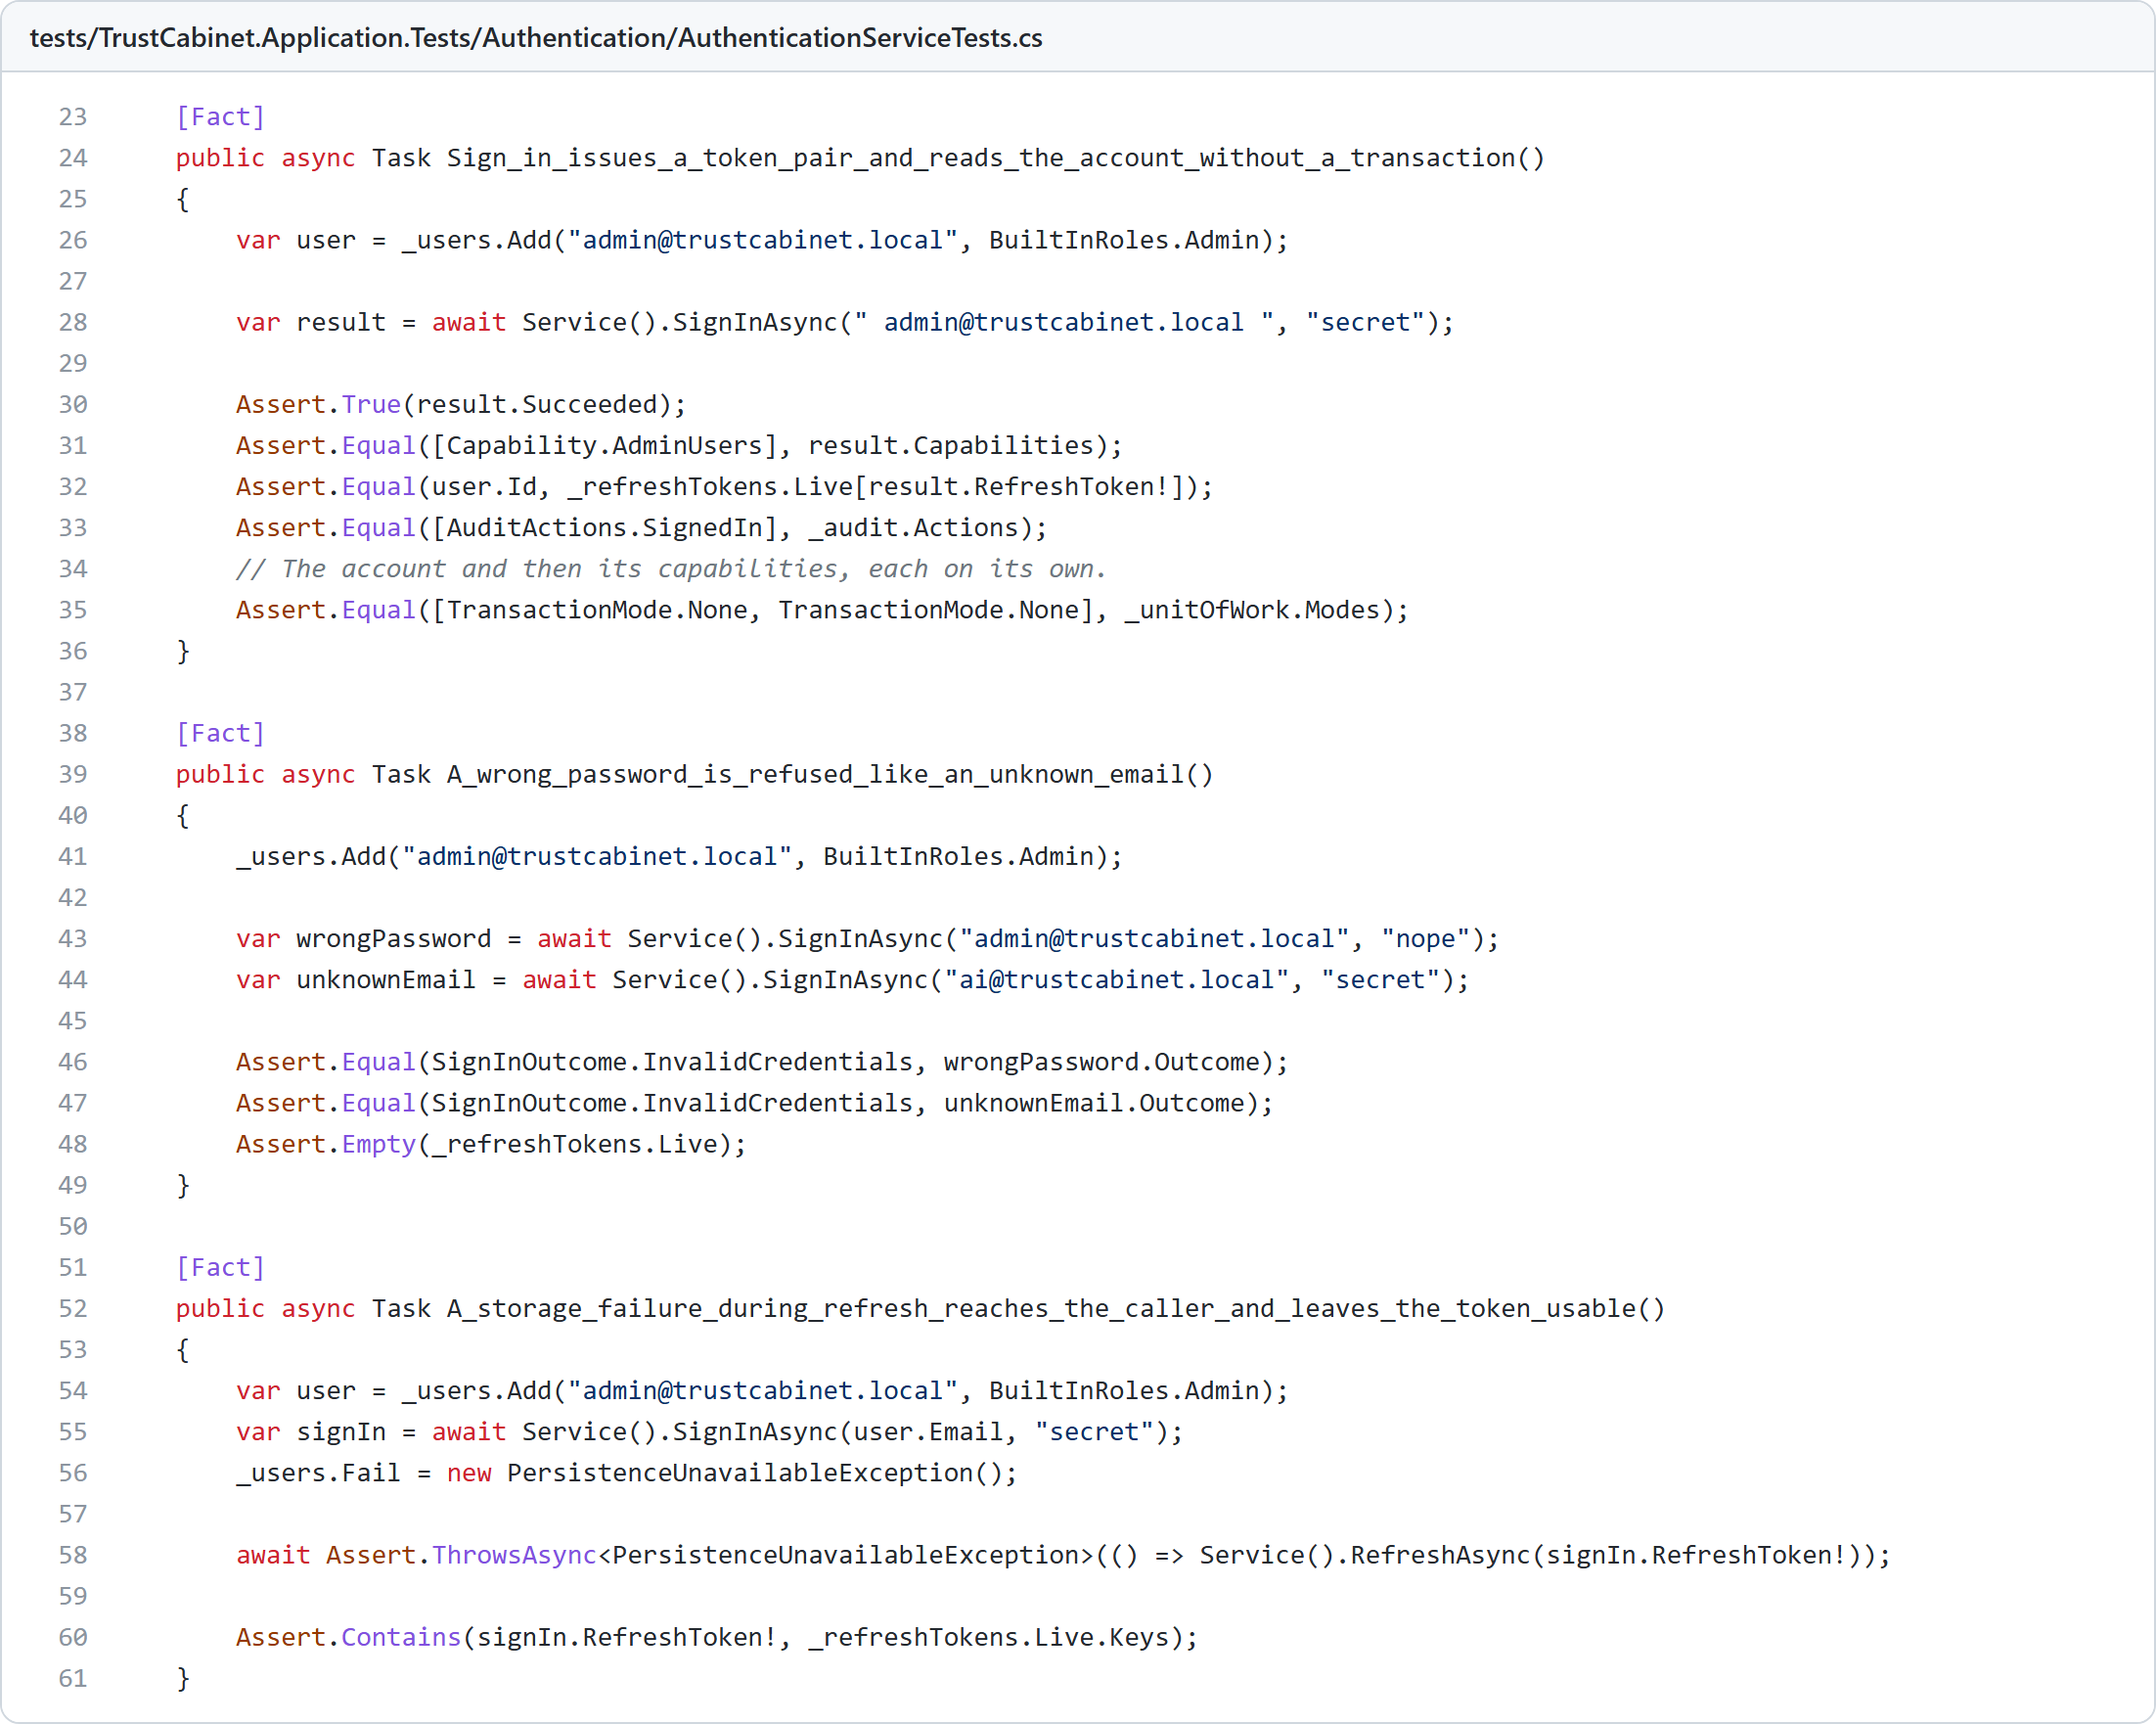 tests/TrustCabinet.Application.Tests/Authentication/AuthenticationServiceTests.cs
23 [Fact]
24 public async Task Sign_in_issues_a_token_pair_and_reads_the_account_without_a_transaction()
25 {
26 var user = _users.Add("admin@trustcabinet.local", BuiltInRoles.Admin);
27
28 var result = await Service().SignInAsync(" admin@trustcabinet.local ", "secret");
29
30 Assert.True(result.Succeeded);
31 Assert.Equal([Capability.AdminUsers], result.Capabilities);
32 Assert.Equal(user.Id, _refreshTokens.Live[result.RefreshToken!]);
33 Assert.Equal([AuditActions.SignedIn], _audit.Actions);
34 // The account and then its capabilities, each on its own.
35 Assert.Equal([TransactionMode.None, TransactionMode.None], _unitOfWork.Modes);
36 }
37
38 [Fact]
39 public async Task A_wrong_password_is_refused_like_an_unknown_email()
40 {
41 _users.Add("admin@trustcabinet.local", BuiltInRoles.Admin);
42
43 var wrongPassword = await Service().SignInAsync("admin@trustcabinet.local", "nope");
44 var unknownEmail = await Service().SignInAsync("ai@trustcabinet.local", "secret");
45
46 Assert.Equal(SignInOutcome.InvalidCredentials, wrongPassword.Outcome);
47 Assert.Equal(SignInOutcome.InvalidCredentials, unknownEmail.Outcome);
48 Assert.Empty(_refreshTokens.Live);
49 }
50
51 [Fact]
52 public async Task A_storage_failure_during_refresh_reaches_the_caller_and_leaves_the_token_usable()
53 {
54 var user = _users.Add("admin@trustcabinet.local", BuiltInRoles.Admin);
55 var signIn = await Service().SignInAsync(user.Email, "secret");
56 _users.Fail = new PersistenceUnavailableException();
57
58 await Assert.ThrowsAsync<PersistenceUnavailableException>(() => Service().RefreshAsync(signIn.RefreshToken!));
59
60 Assert.Contains(signIn.RefreshToken!, _refreshTokens.Live.Keys);
61 }